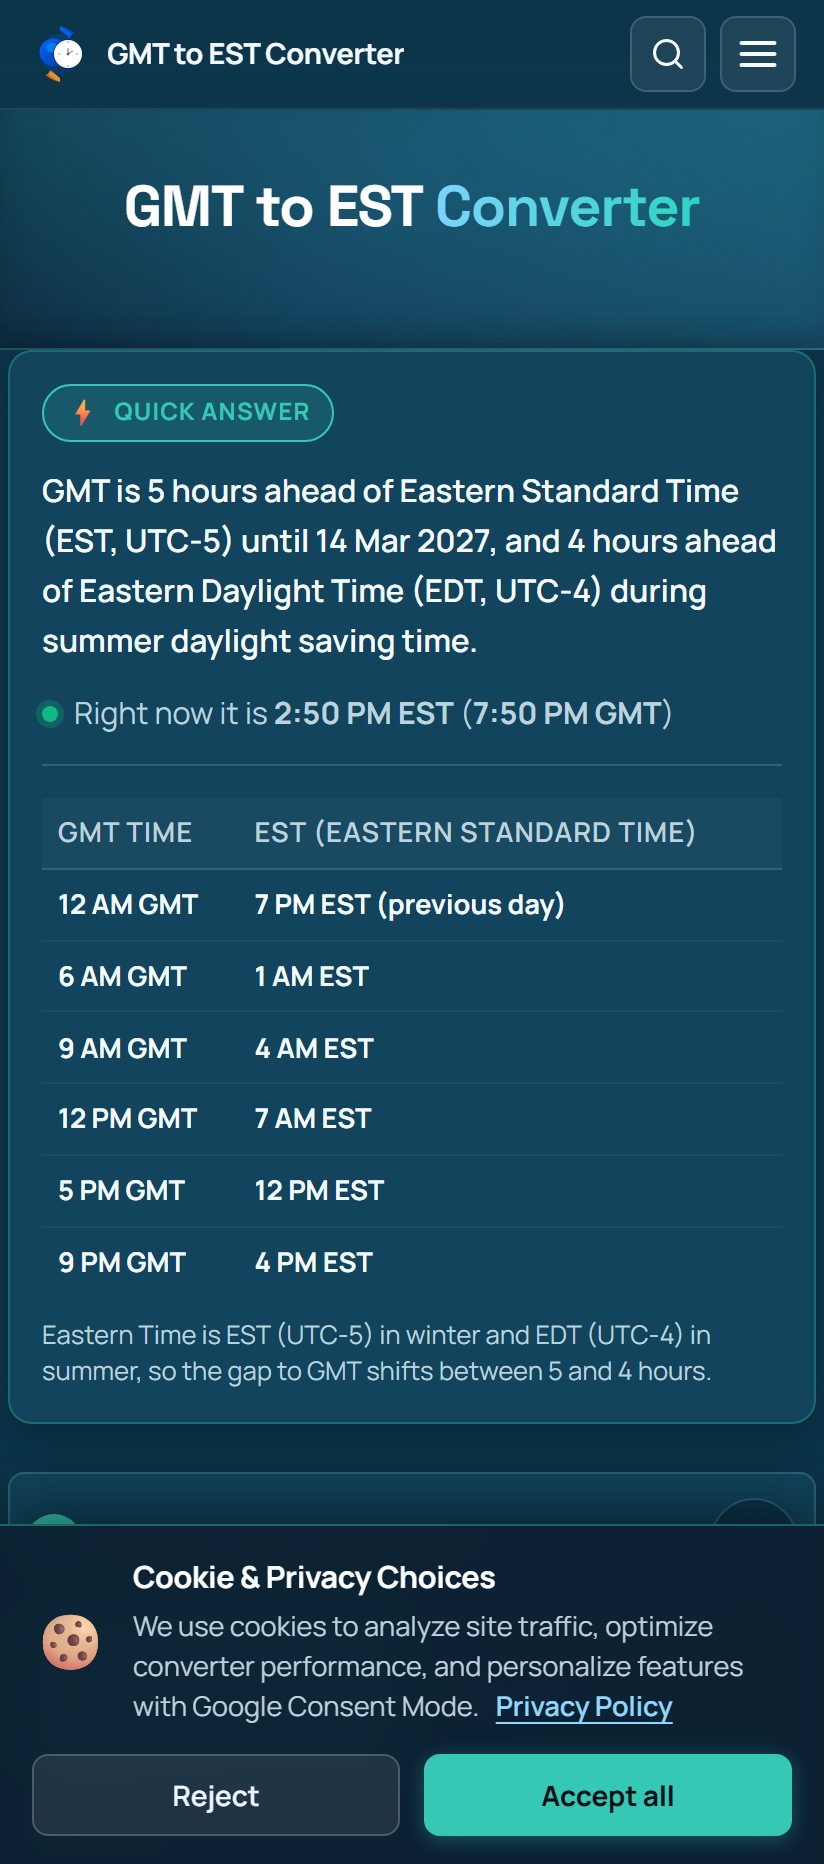 GMT to EST Converter
GMT to EST Converter
QUICK ANSWER
GMT is 5 hours ahead of Eastern Standard Time
(EST, UTC-5) until 14 Mar 2027, and 4 hours ahead
of Eastern Daylight Time (EDT, UTC-4) during
summer daylight saving time.
Right now it is 2:50 PM EST (7:50 PM GMT)
GMT TIME EST (EASTERN STANDARD TIME)
12 AM GMT 7 PM EST (previous day)
6 AM GMT 1 AM EST
9 AM GMT 4 AM EST
12 PM GMT 7 AM EST
5 PM GMT 12 PM EST
9 PM GMT 4 PM EST
Eastern Time is EST (UTC-5) in winter and EDT (UTC-4) in
summer, so the gap to GMT shifts between 5 and 4 hours.
Cookie & Privacy Choices
We use cookies to analyze site traffic, optimize
converter performance, and personalize features
with Google Consent Mode. Privacy Policy
Reject Accept all